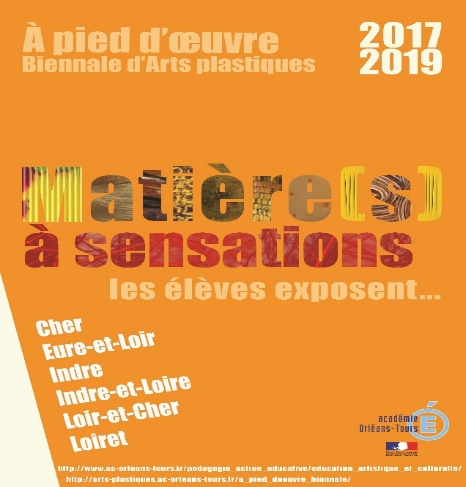 À pied d'œuvre
Biennale d'Arts plastiques
2017
2019
Matière(s)
à sensations
les élèves exposent...
Cher
Eure-et-Loir
Indre
Indre-et-Loire
Loir-et-Cher
Loiret
académie
Orléans-Tours
É
http://www.ac-orleans-tours.fr/pedagogie_action_educative/education_artistique_et_culturelle/
http://arts-plastiques.ac-orleans-tours.fr/a_pied_doeuvre_biennale/